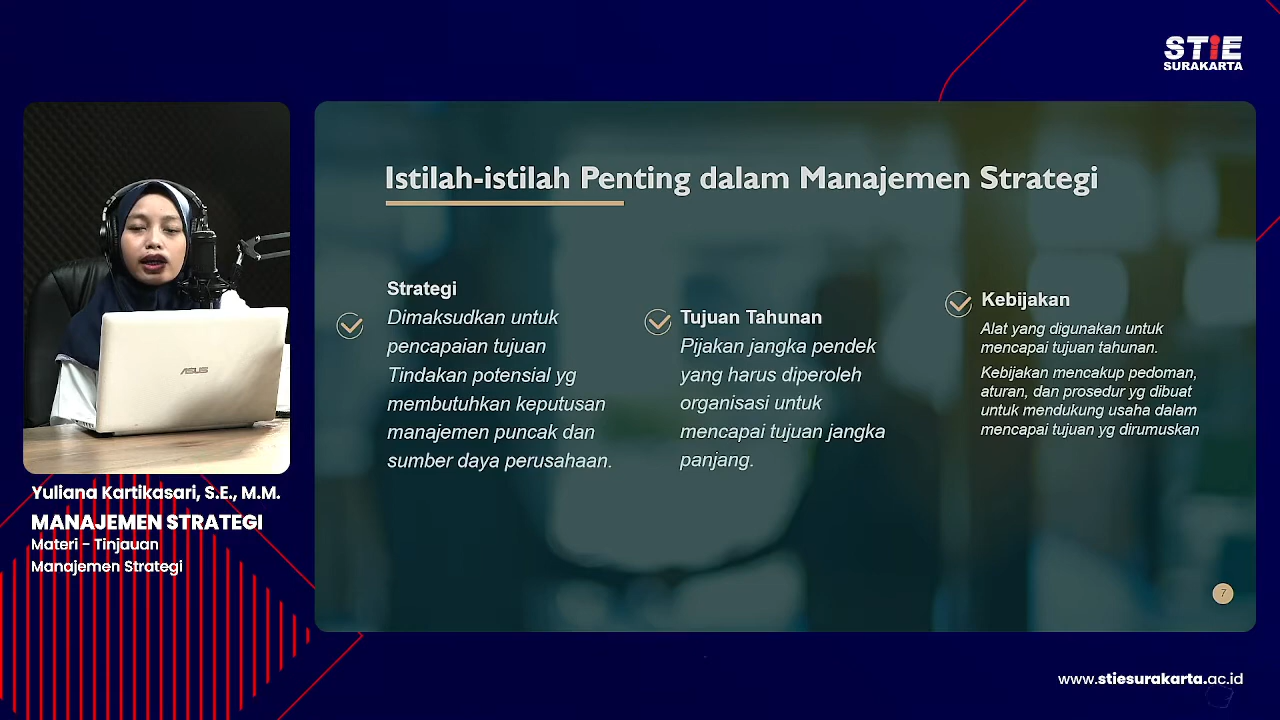 STIE
SURAKARTA
Istilah-istilah Penting dalam Manajemen Strategi
Strategi
Dimaksudkan untuk
pencapaian tujuan
Tindakan potensial yg
membutuhkan keputusan
manajemen puncak dan
sumber daya perusahaan.
Tujuan Tahunan
Pijakan jangka pendek
yang harus diperoleh
organisasi untuk
mencapai tujuan jangka
panjang.
Kebijakan
Alat yang digunakan untuk
mencapai tujuan tahunan.
Kebijakan mencakup pedoman,
aturan, dan prosedur yg dibuat
untuk mendukung usaha dalam
mencapai tujuan yg dirumuskan
7
ASUS
Yuliana Kartikasari, S.E., M.M.
MANAJEMEN STRATEGI
Materi - Tinjauan
Manajemen Strategi
www.stiesurakarta.ac.id